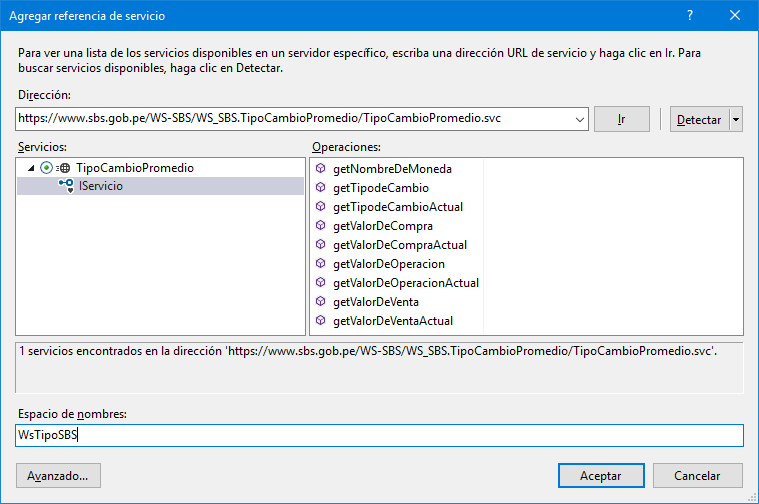 Agregar referencia de servicio
Para ver una lista de los servicios disponibles en un servidor específico, escriba una dirección URL de servicio y haga clic en Ir. Para
buscar servicios disponibles, haga clic en Detectar.
Dirección:
https://www.sbs.gob.pe/WS-SBS/WS_SBS.TipoCambioPromedio/TipoCambioPromedio.svc
Ir
Detectar
Servicios:
Operaciones:
TipoCambioPromedio
IServicio
getNombreDeMoneda
getTipodeCambio
getTipodeCambioActual
getValorDeCompra
getValorDeCompraActual
getValorDeOperacion
getValorDeOperacionActual
getValorDeVenta
getValorDeVentaActual
1 servicios encontrados en la dirección 'https://www.sbs.gob.pe/WS-SBS/WS_SBS.TipoCambioPromedio/TipoCambioPromedio.svc'.
Espacio de nombres:
WsTipoSBS
Avanzado...
Aceptar
Cancelar